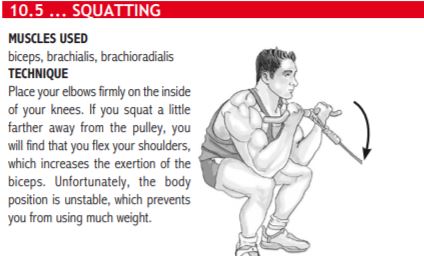 10.5 ... SQUATTING
MUSCLES USED
biceps, brachialis, brachioradialis
TECHNIQUE
Place your elbows firmly on the inside
of your knees. If you squat a little
farther away from the pulley, you
will find that you flex your shoulders,
which increases the exertion of the
biceps. Unfortunately, the body
position is unstable, which prevents
you from using much weight.